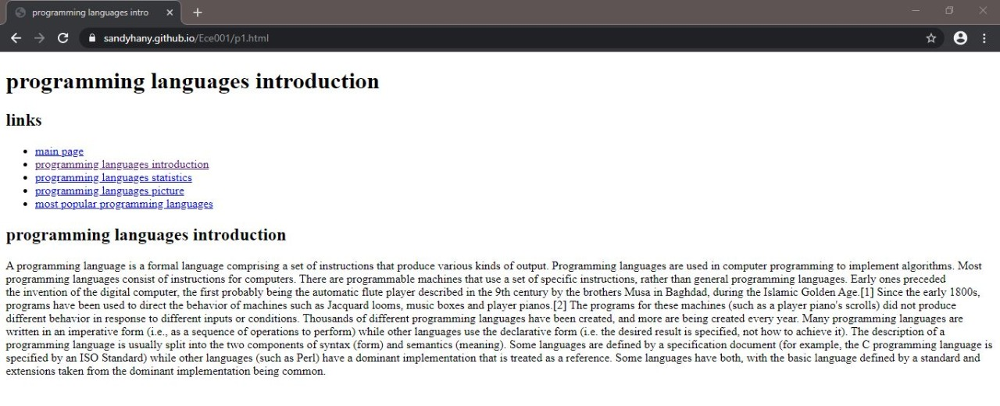 programming languages intro
sandyhany.github.io/Ece001/p1.html
programming languages introduction
links
main page
programming languages introduction
programming languages statistics
programming languages picture
most popular programming languages
programming languages introduction
A programming language is a formal language comprising a set of instructions that produce various kinds of output. Programming languages are used in computer programming to implement algorithms. Most
programming languages consist of instructions for computers. There are programmable machines that use a set of specific instructions, rather than general programming languages. Early ones preceded
the invention of the digital computer, the first probably being the automatic flute player described in the 9th century by the brothers Musa in Baghdad, during the Islamic Golden Age.[1] Since the early 1800s,
programs have been used to direct the behavior of machines such as Jacquard looms, music boxes and player pianos.[2] The programs for these machines (such as a player piano's scrolls) did not produce
different behavior in response to different inputs or conditions. Thousands of different programming languages have been created, and more are being created every year. Many programming languages are
written in an imperative form (i.e., as a sequence of operations to perform) while other languages use the declarative form (i.e. the desired result is specified, not how to achieve it). The description of a
programming language is usually split into the two components of syntax (form) and semantics (meaning). Some languages are defined by a specification document (for example, the C programming language is
specified by an ISO Standard) while other languages (such as Perl) have a dominant implementation that is treated as a reference. Some languages have both, with the basic language defined by a standard and
extensions taken from the dominant implementation being common.